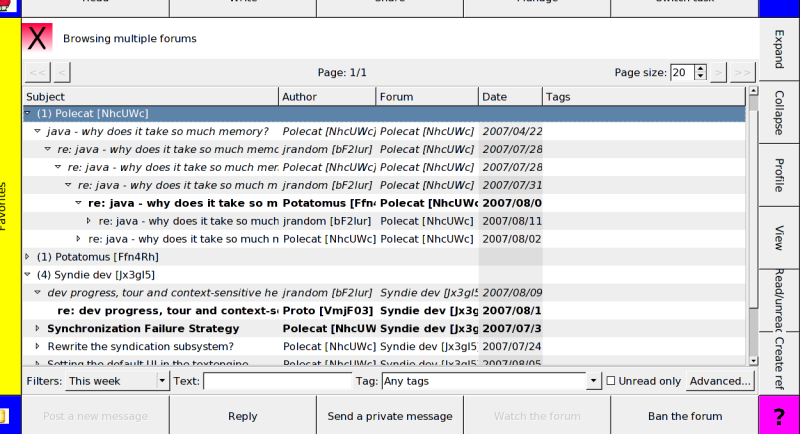 Read Write Share Manage Switch task
X Browsing multiple forums
<< < Page: 1/1 Page size: 20 > >>
Subject Author Forum Date Tags
(1) Polecat [NhcUWc]
java - why does it take so much memory? Polecat [NhcUWc] Polecat [NhcUWc] 2007/04/22
re: java - why does it take so much memc jrandom [bF2lur] Polecat [NhcUWc] 2007/07/28
re: java - why does it take so much mer Polecat [NhcUWc] Polecat [NhcUWc] 2007/07/28
re: java - why does it take so much m jrandom [bF2lur] Polecat [NhcUWc] 2007/07/31
re: java - why does it take so m Potatomus [Ffn4 Polecat [NhcUWc 2007/08/0
re: java - why does it take so much jrandom [bF2lur] Polecat [NhcUWc] 2007/08/11
re: java - why does it take so much n Polecat [NhcUWc] Polecat [NhcUWc] 2007/08/02
(1) Potatomus [Ffn4Rh]
(4) Syndie dev [Jx3gl5]
dev progress, tour and context-sensitive he jrandom [bF2lur] Syndie dev [Jx3gl5 2007/08/09
re: dev progress, tour and context-s Proto [VmjF03] Syndie dev [Jx3g 2007/08/1
Synchronization Failure Strategy Polecat [NhcUW Syndie dev [Jx3g 2007/07/3
Rewrite the syndication subsystem? Polecat [NhcUWc] Syndie dev [Jx3gl5] 2007/07/24
Setting the default UI in the textengine Polecat [NhcUWc] Syndie dev [Jx3gl5] 2007/08/05
Filters: This week Text: Tag: Any tags Unread only Advanced...
Post a new message Reply Send a private message Watch the forum Ban the forum ?
Favorites
Expand
Collapse
Profile
View
Read/unread
Create ref